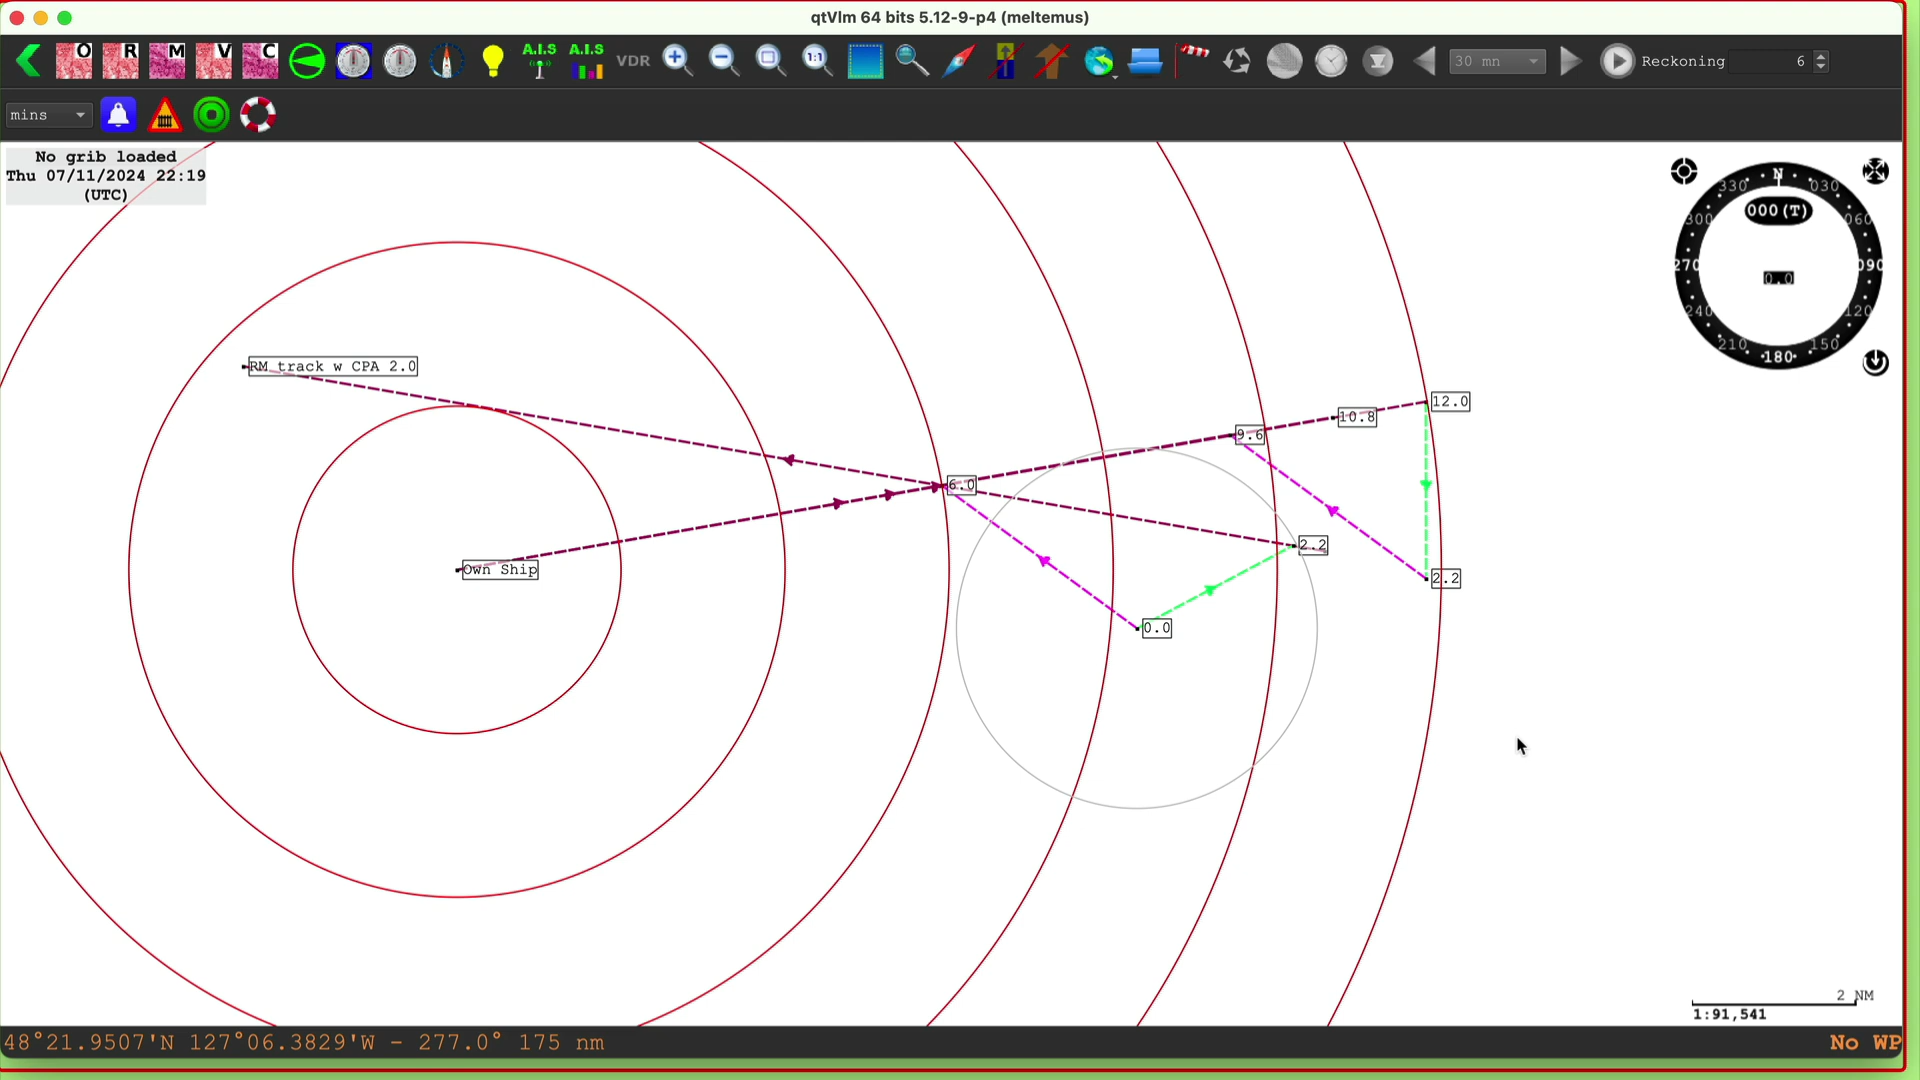 qtVlm 64 bits 5.12-9-p4 (meltemus)
O R M V C A.I.S A.I.S VDR 1:1 30 mn Reckoning 6
mins
No grib loaded
Thu 07/11/2024 22:19
(UTC)
N
330 030
000(T)
300 060
270 090
0.0
240 120
210 150
180
RM track w CPA 2.0
12.0
10.8
9.6
6.0
2.2
Own Ship
2.2
0.0
2 NM
1:91,541
48°21.9507'N 127°06.3829'W - 277.0° 175 nm
No WP